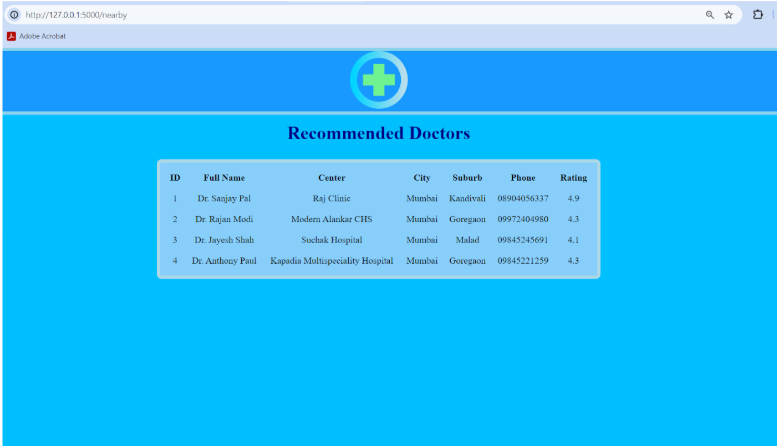 http://127.0.0.1:5000/nearby
Adobe Acrobat
Recommended Doctors
ID Full Name Center City Suburb Phone Rating
1 Dr. Sanjay Pal Raj Clinic Mumbai Kandivali 08904056337 4.9
2 Dr. Rajan Modi Modern Alankar CHS Mumbai Goregaon 09972404980 4.3
3 Dr. Jayesh Shah Suchak Hospital Mumbai Malad 09845245691 4.1
4 Dr. Anthony Paul Kapadia Multispeciality Hospital Mumbai Goregaon 09845221259 4.3